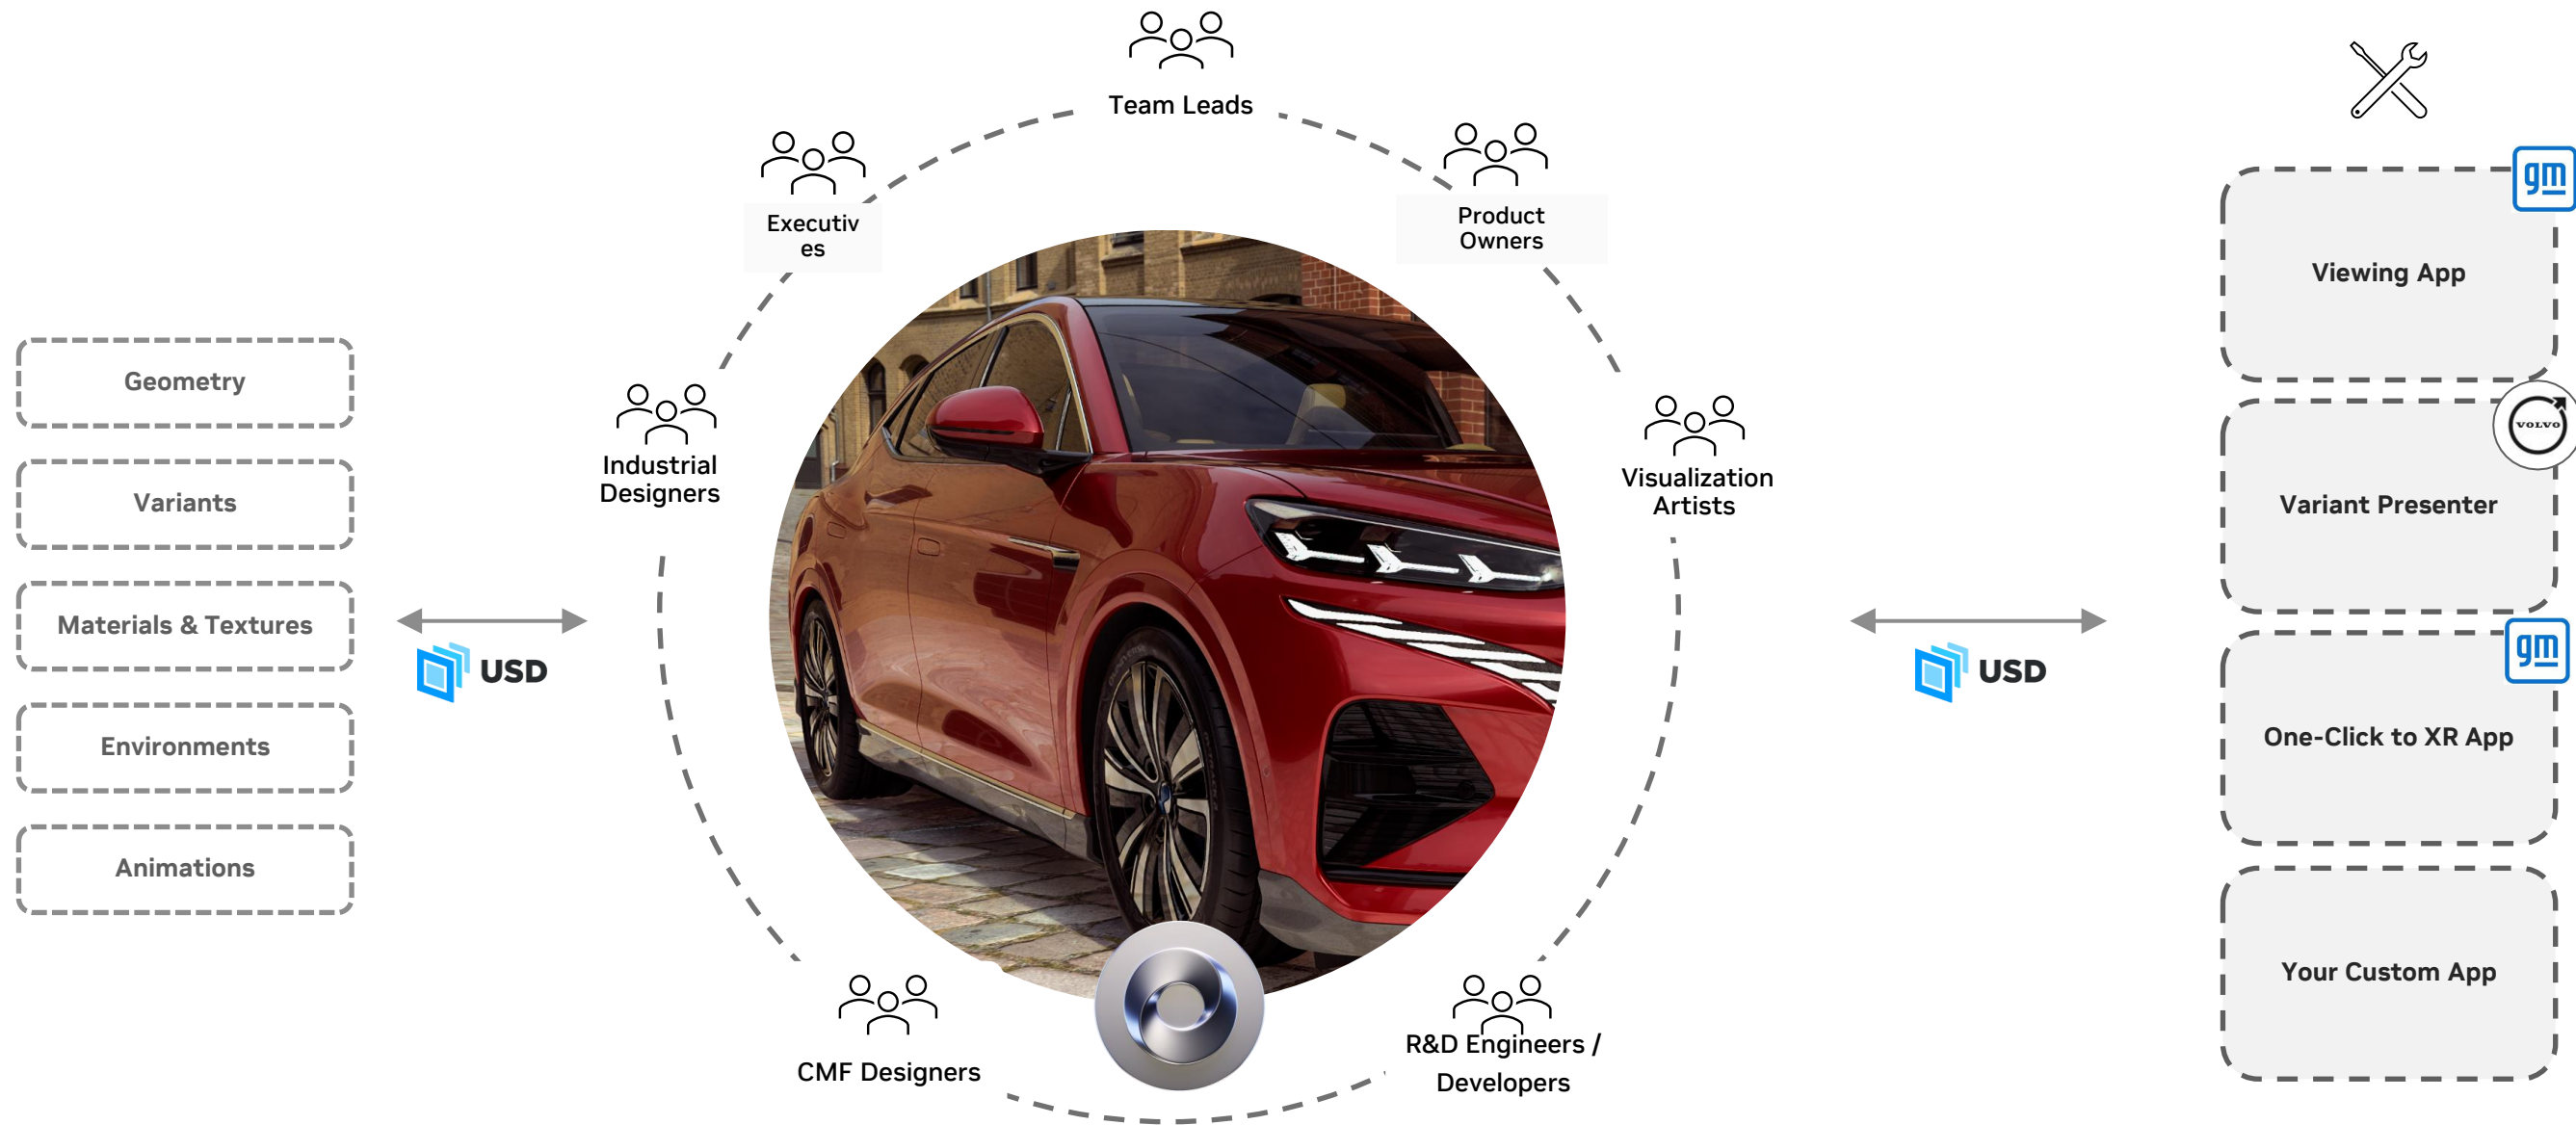 Team Leads
Executiv
es
Product
Owners
Industrial
Designers
Visualization
Artists
CMF Designers
R&D Engineers /
Developers
Geometry
Variants
Materials & Textures
Environments
Animations
USD
USD
gm
Viewing App
VOLVO
Variant Presenter
gm
One-Click to XR App
Your Custom App